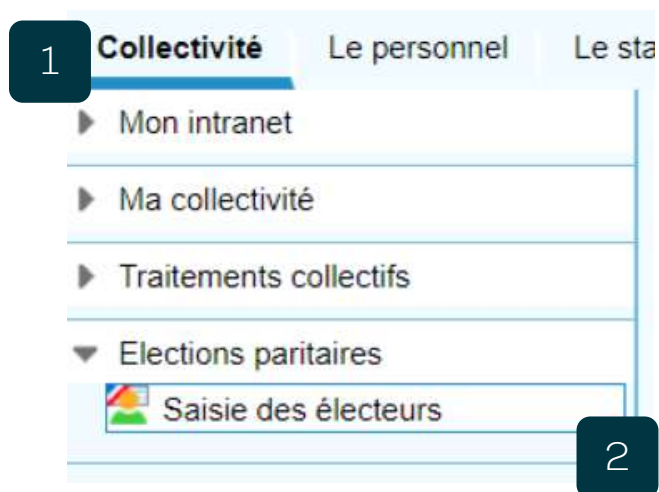 1 Collectivité Le personnel Le sta
Mon intranet
Ma collectivité
Traitements collectifs
Elections paritaires
Saisie des électeurs
2